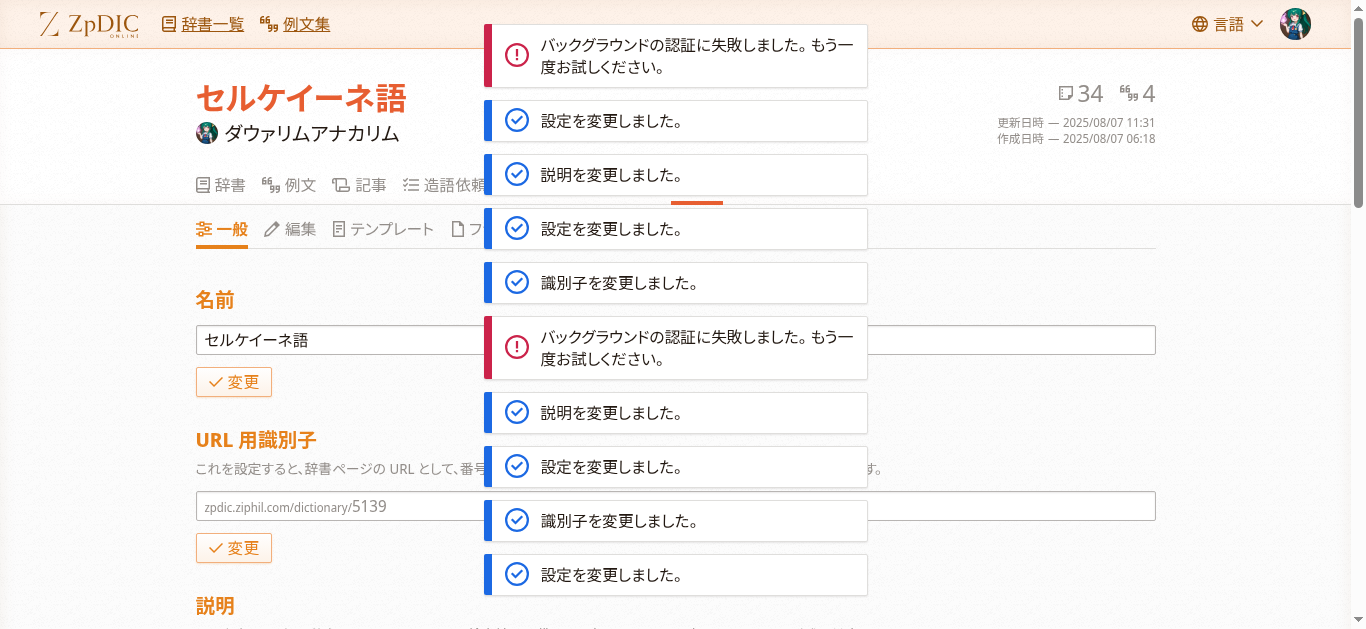 ZpDIC
ONLINE
辞書一覧
例文集
言語
バックグラウンドの認証に失敗しました。もう一
度お試しください。
設定を変更しました。
説明を変更しました。
設定を変更しました。
識別子を変更しました。
バックグラウンドの認証に失敗しました。もう一
度お試しください。
説明を変更しました。
設定を変更しました。
識別子を変更しました。
設定を変更しました。
セルケイーネ語
ダウァリムアナカリム
34
4
更新日時 — 2025/08/07 11:31
作成日時 — 2025/08/07 06:18
辞書
例文
記事
造語依頼
一般
編集
テンプレート
フ
名前
セルケイーネ語
変更
URL 用識別子
これを設定すると、辞書ページの URL として、番号
す。
zpdic.ziphil.com/dictionary/5139
変更
説明